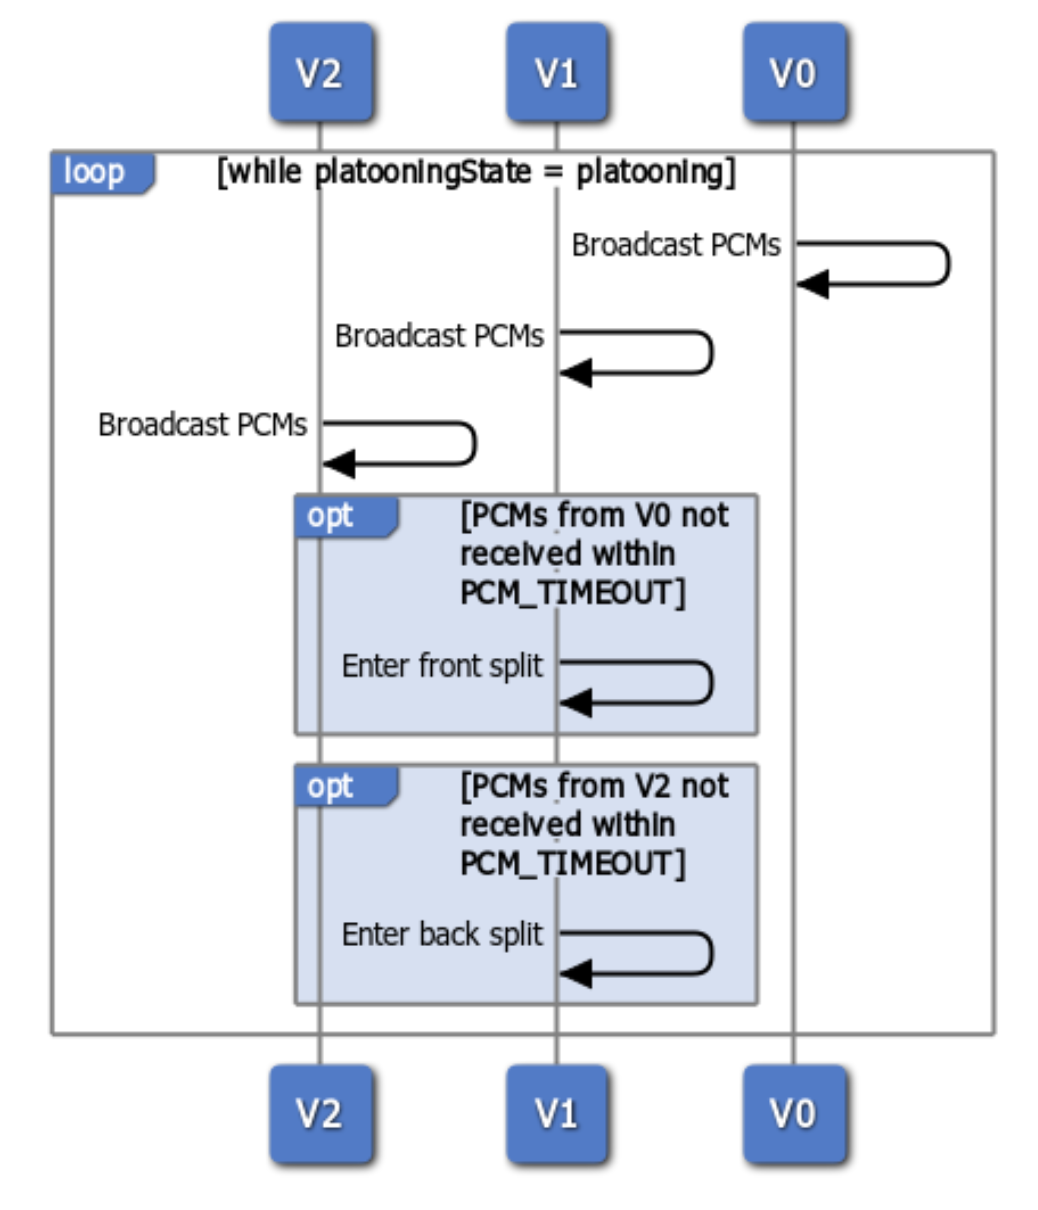 V2 V1 V0
loop [while platooningState = platooning]
Broadcast PCMs
Broadcast PCMs
Broadcast PCMs
opt [PCMs from V0 not
received within
PCM_TIMEOUT]
Enter front split
opt [PCMs from V2 not
received within
PCM_TIMEOUT]
Enter back split
V2 V1 V0